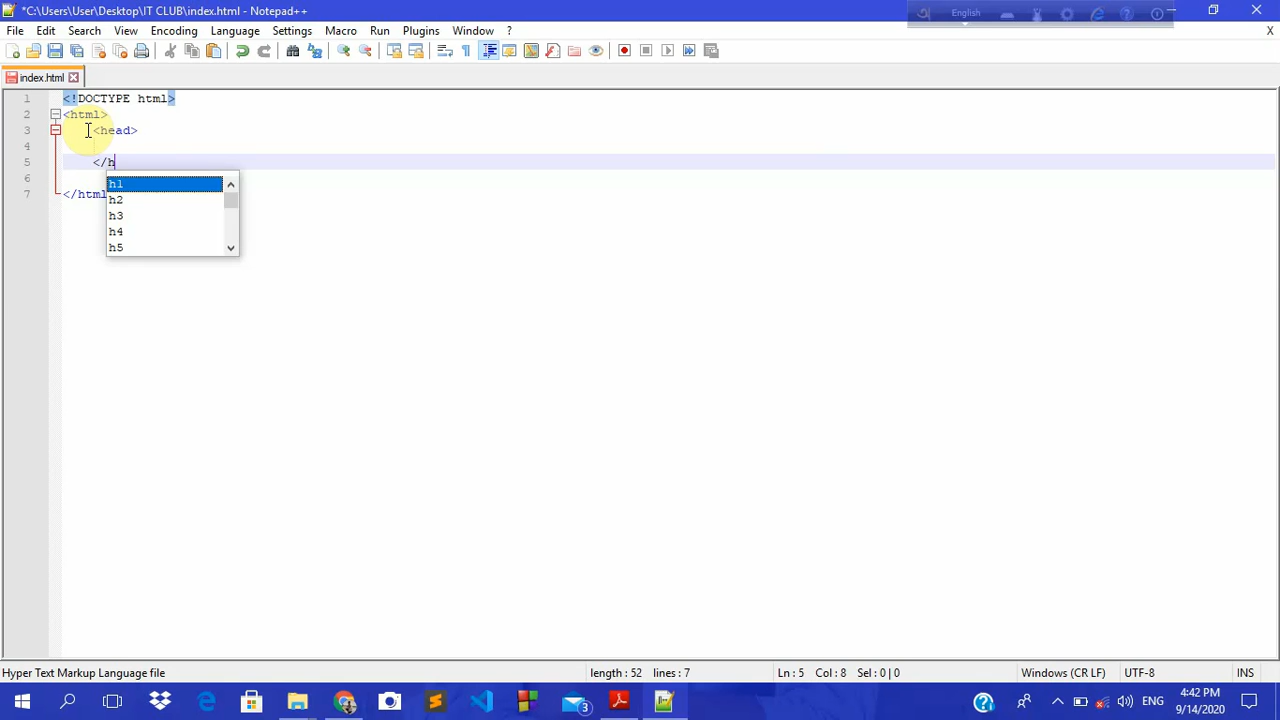 *C:\Users\User\Desktop\IT CLUB\index.html - Notepad++
English
File Edit Search View Encoding Language Settings Macro Run Plugins Window ? X
index.html
1 <!DOCTYPE html>
2 <html>
3 <head>
4
5 </h
6
7 </html
h1
h2
h3
h4
h5
Hyper Text Markup Language file length : 52 lines : 7 Ln : 5 Col : 8 Sel : 0 | 0 Windows (CR LF) UTF-8 INS
3 ENG 4:42 PM
9/14/2020